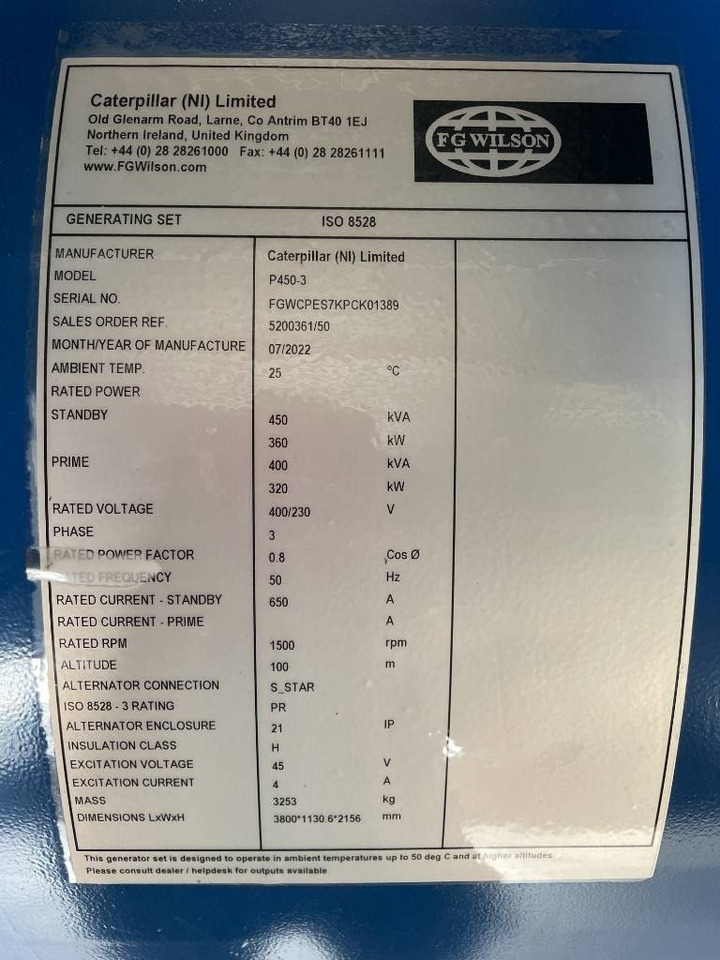 Caterpillar (NI) Limited
Old Glenarm Road, Larne, Co Antrim BT40 1EJ
Northern Ireland, United Kingdom
Tel: +44 (0) 28 28261000 Fax: +44 (0) 28 28261111
www.FGWilson.com
FG WILSON
GENERATING SET ISO 8528
MANUFACTURER Caterpillar (NI) Limited
MODEL P450-3
SERIAL NO. FGWCPES7KPCK01389
SALES ORDER REF. 5200361/50
MONTH/YEAR OF MANUFACTURE 07/2022
AMBIENT TEMP. 25 °C
RATED POWER
STANDBY 450 kVA
360 kW
PRIME 400 kVA
320 kW
RATED VOLTAGE 400/230 V
PHASE 3
RATED POWER FACTOR 0.8 Cos Ø
RATED FREQUENCY 50 Hz
RATED CURRENT - STANDBY 650 A
RATED CURRENT - PRIME A
RATED RPM 1500 rpm
ALTITUDE 100 m
ALTERNATOR CONNECTION S_STAR
ISO 8528 - 3 RATING PR
ALTERNATOR ENCLOSURE 21 IP
INSULATION CLASS H
EXCITATION VOLTAGE 45 V
EXCITATION CURRENT 4 A
MASS 3253 kg
DIMENSIONS LxWxH 3800*1130.6*2156 mm
This generator set is designed to operate in ambient temperatures up to 50 deg C and at higher altitudes
Please consult dealer / helpdesk for outputs available